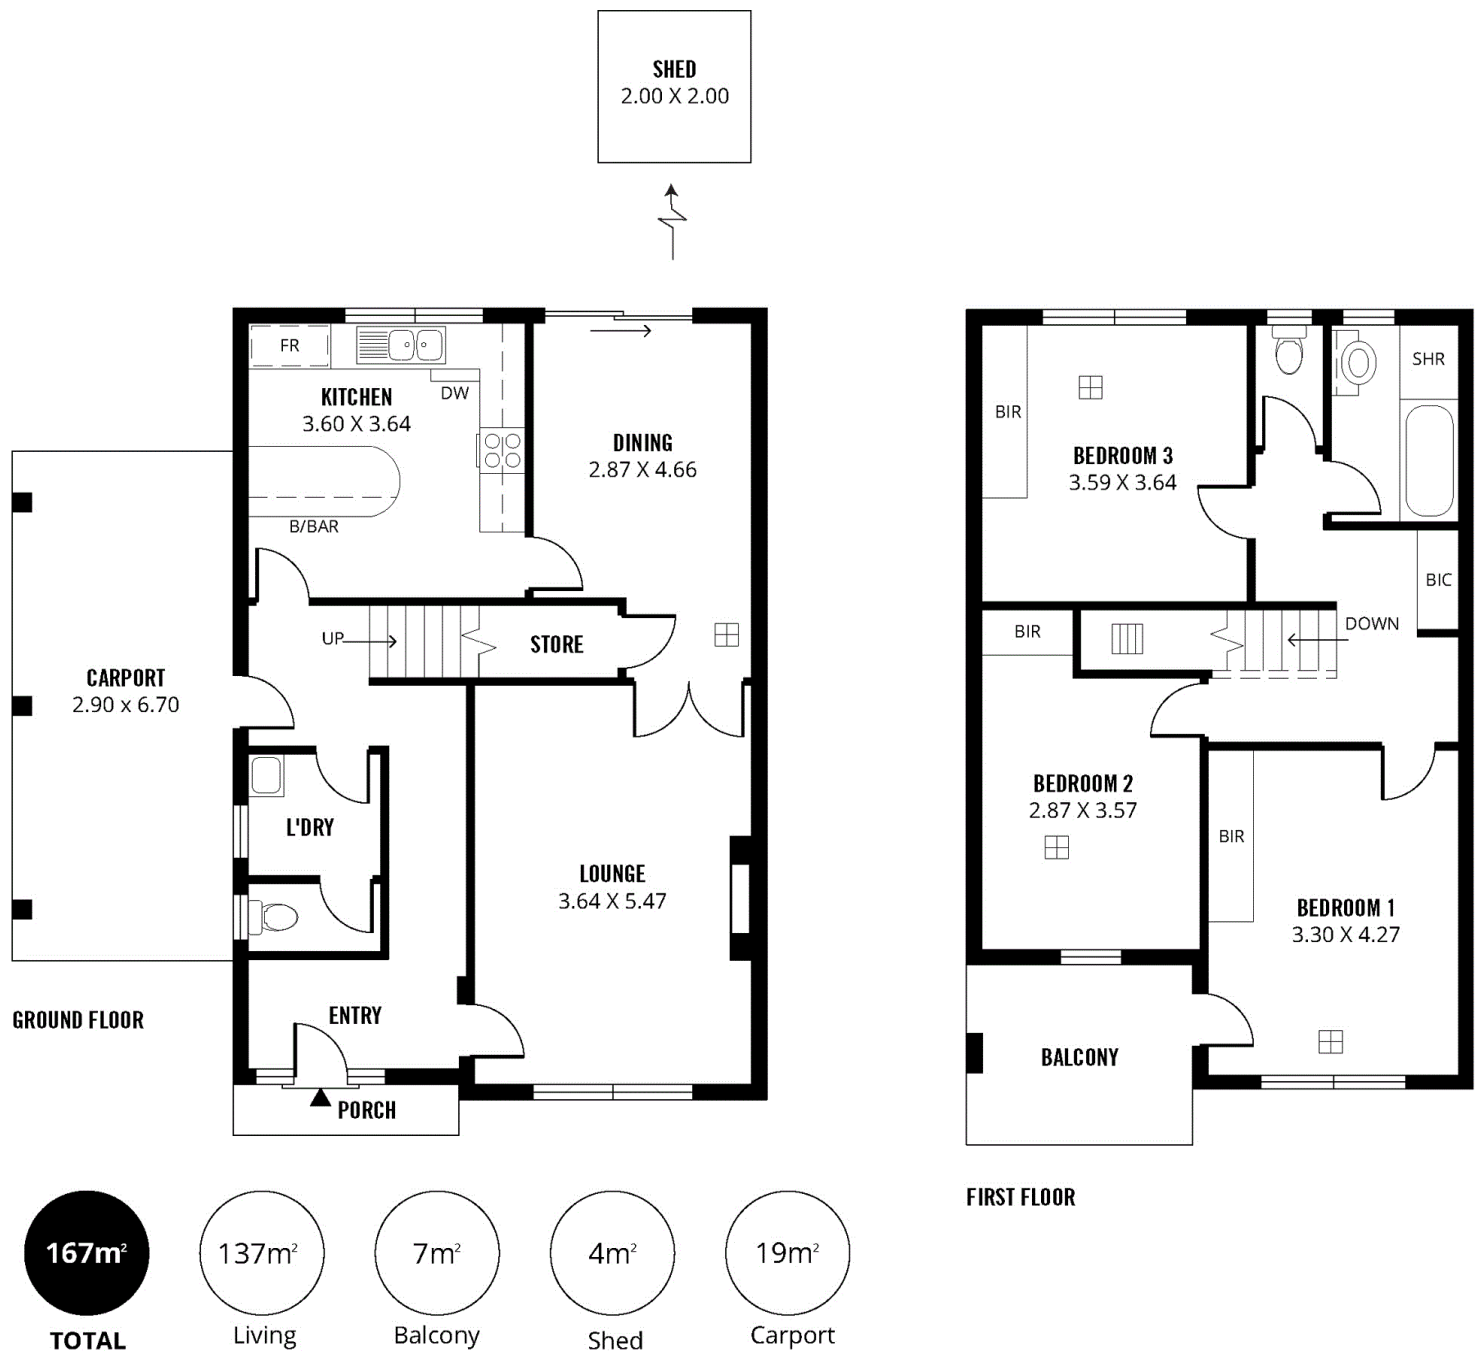 SHED
2.00 X 2.00
FR
KITCHEN
3.60 X 3.64
DW
DINING
2.87 X 4.66
B/BAR
UP
STORE
CARPORT
2.90 x 6.70
L'DRY
LOUNGE
3.64 X 5.47
ENTRY
PORCH
GROUND FLOOR
SHR
BIR
BEDROOM 3
3.59 X 3.64
BIC
BIR
DOWN
BEDROOM 2
2.87 X 3.57
BIR
BEDROOM 1
3.30 X 4.27
BALCONY
FIRST FLOOR
167m²
TOTAL
137m²
Living
7m²
Balcony
4m²
Shed
19m²
Carport